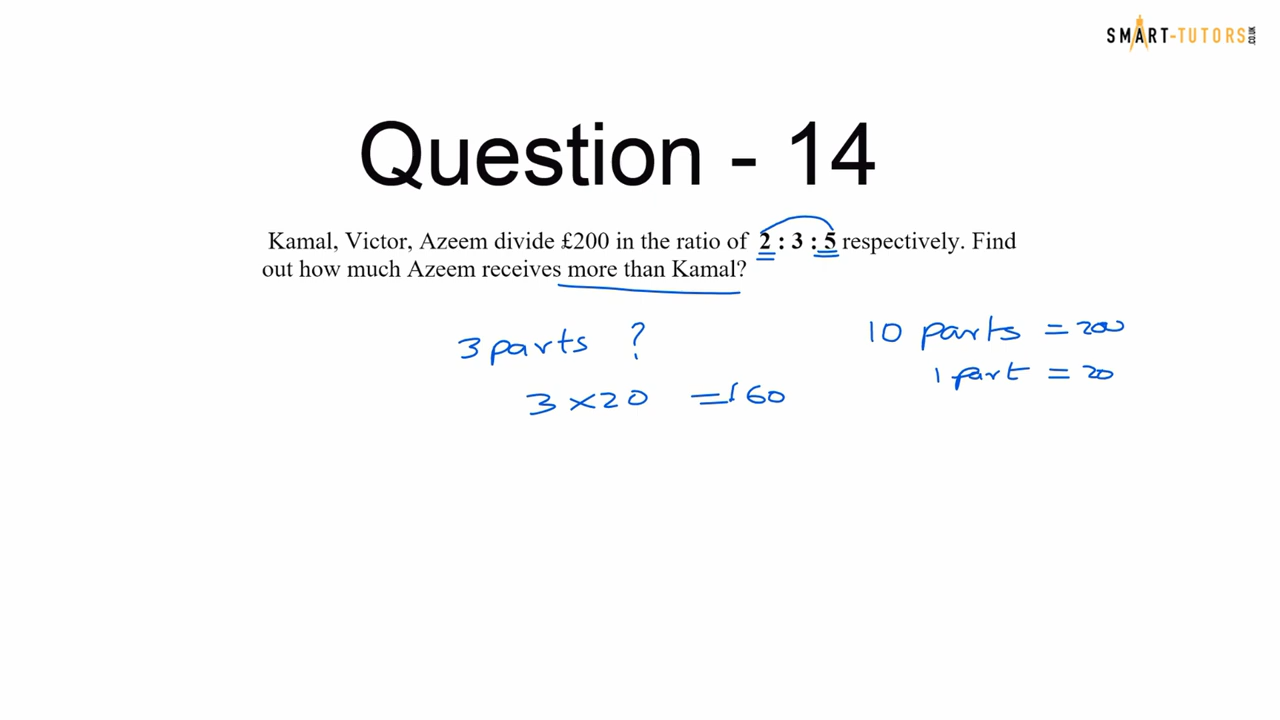 SMART-TUTORS.CO.UK
Question - 14
Kamal, Victor, Azeem divide £200 in the ratio of 2 : 3 : 5 respectively. Find
out how much Azeem receives more than Kamal?
3 parts ?
3 × 20 = £60
10 parts = 200
1 part = 20